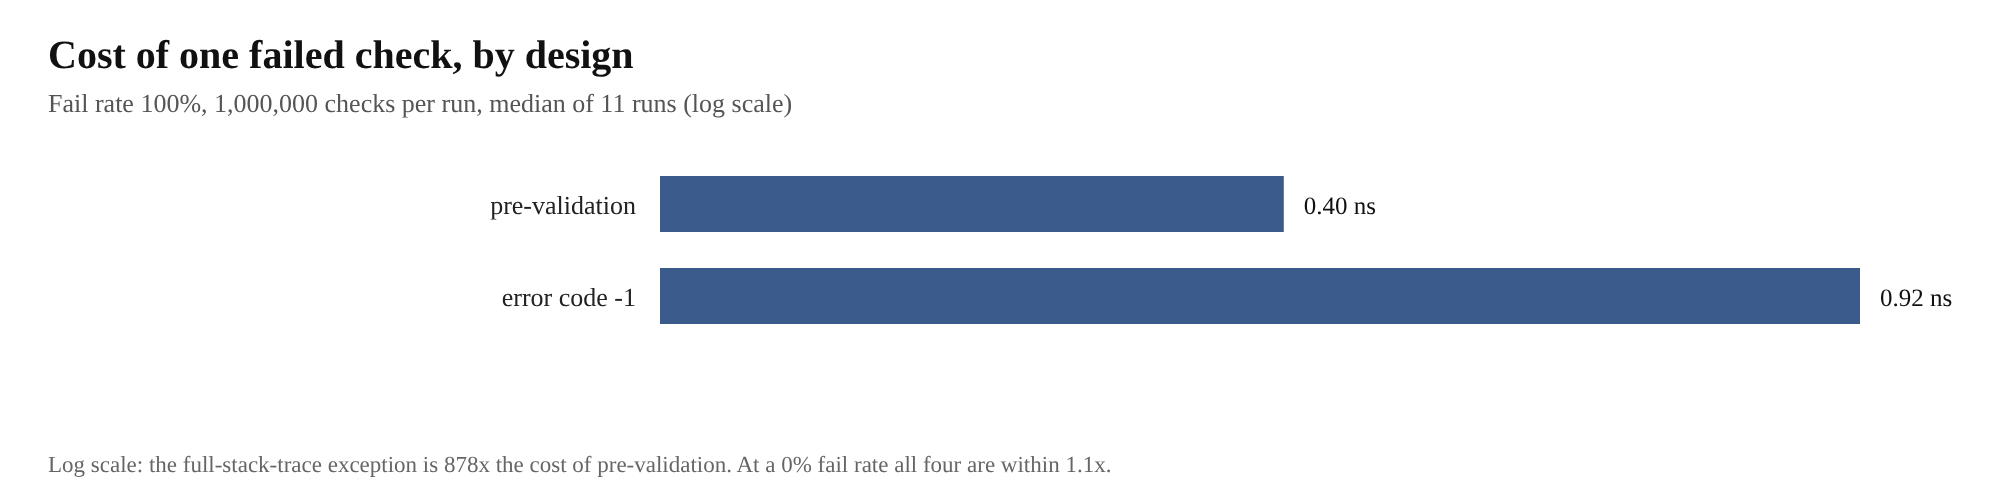 Cost of one failed check, by design
Fail rate 100%, 1,000,000 checks per run, median of 11 runs (log scale)
pre-validation 0.40 ns
error code -1 0.92 ns
Log scale: the full-stack-trace exception is 878x the cost of pre-validation. At a 0% fail rate all four are within 1.1x.